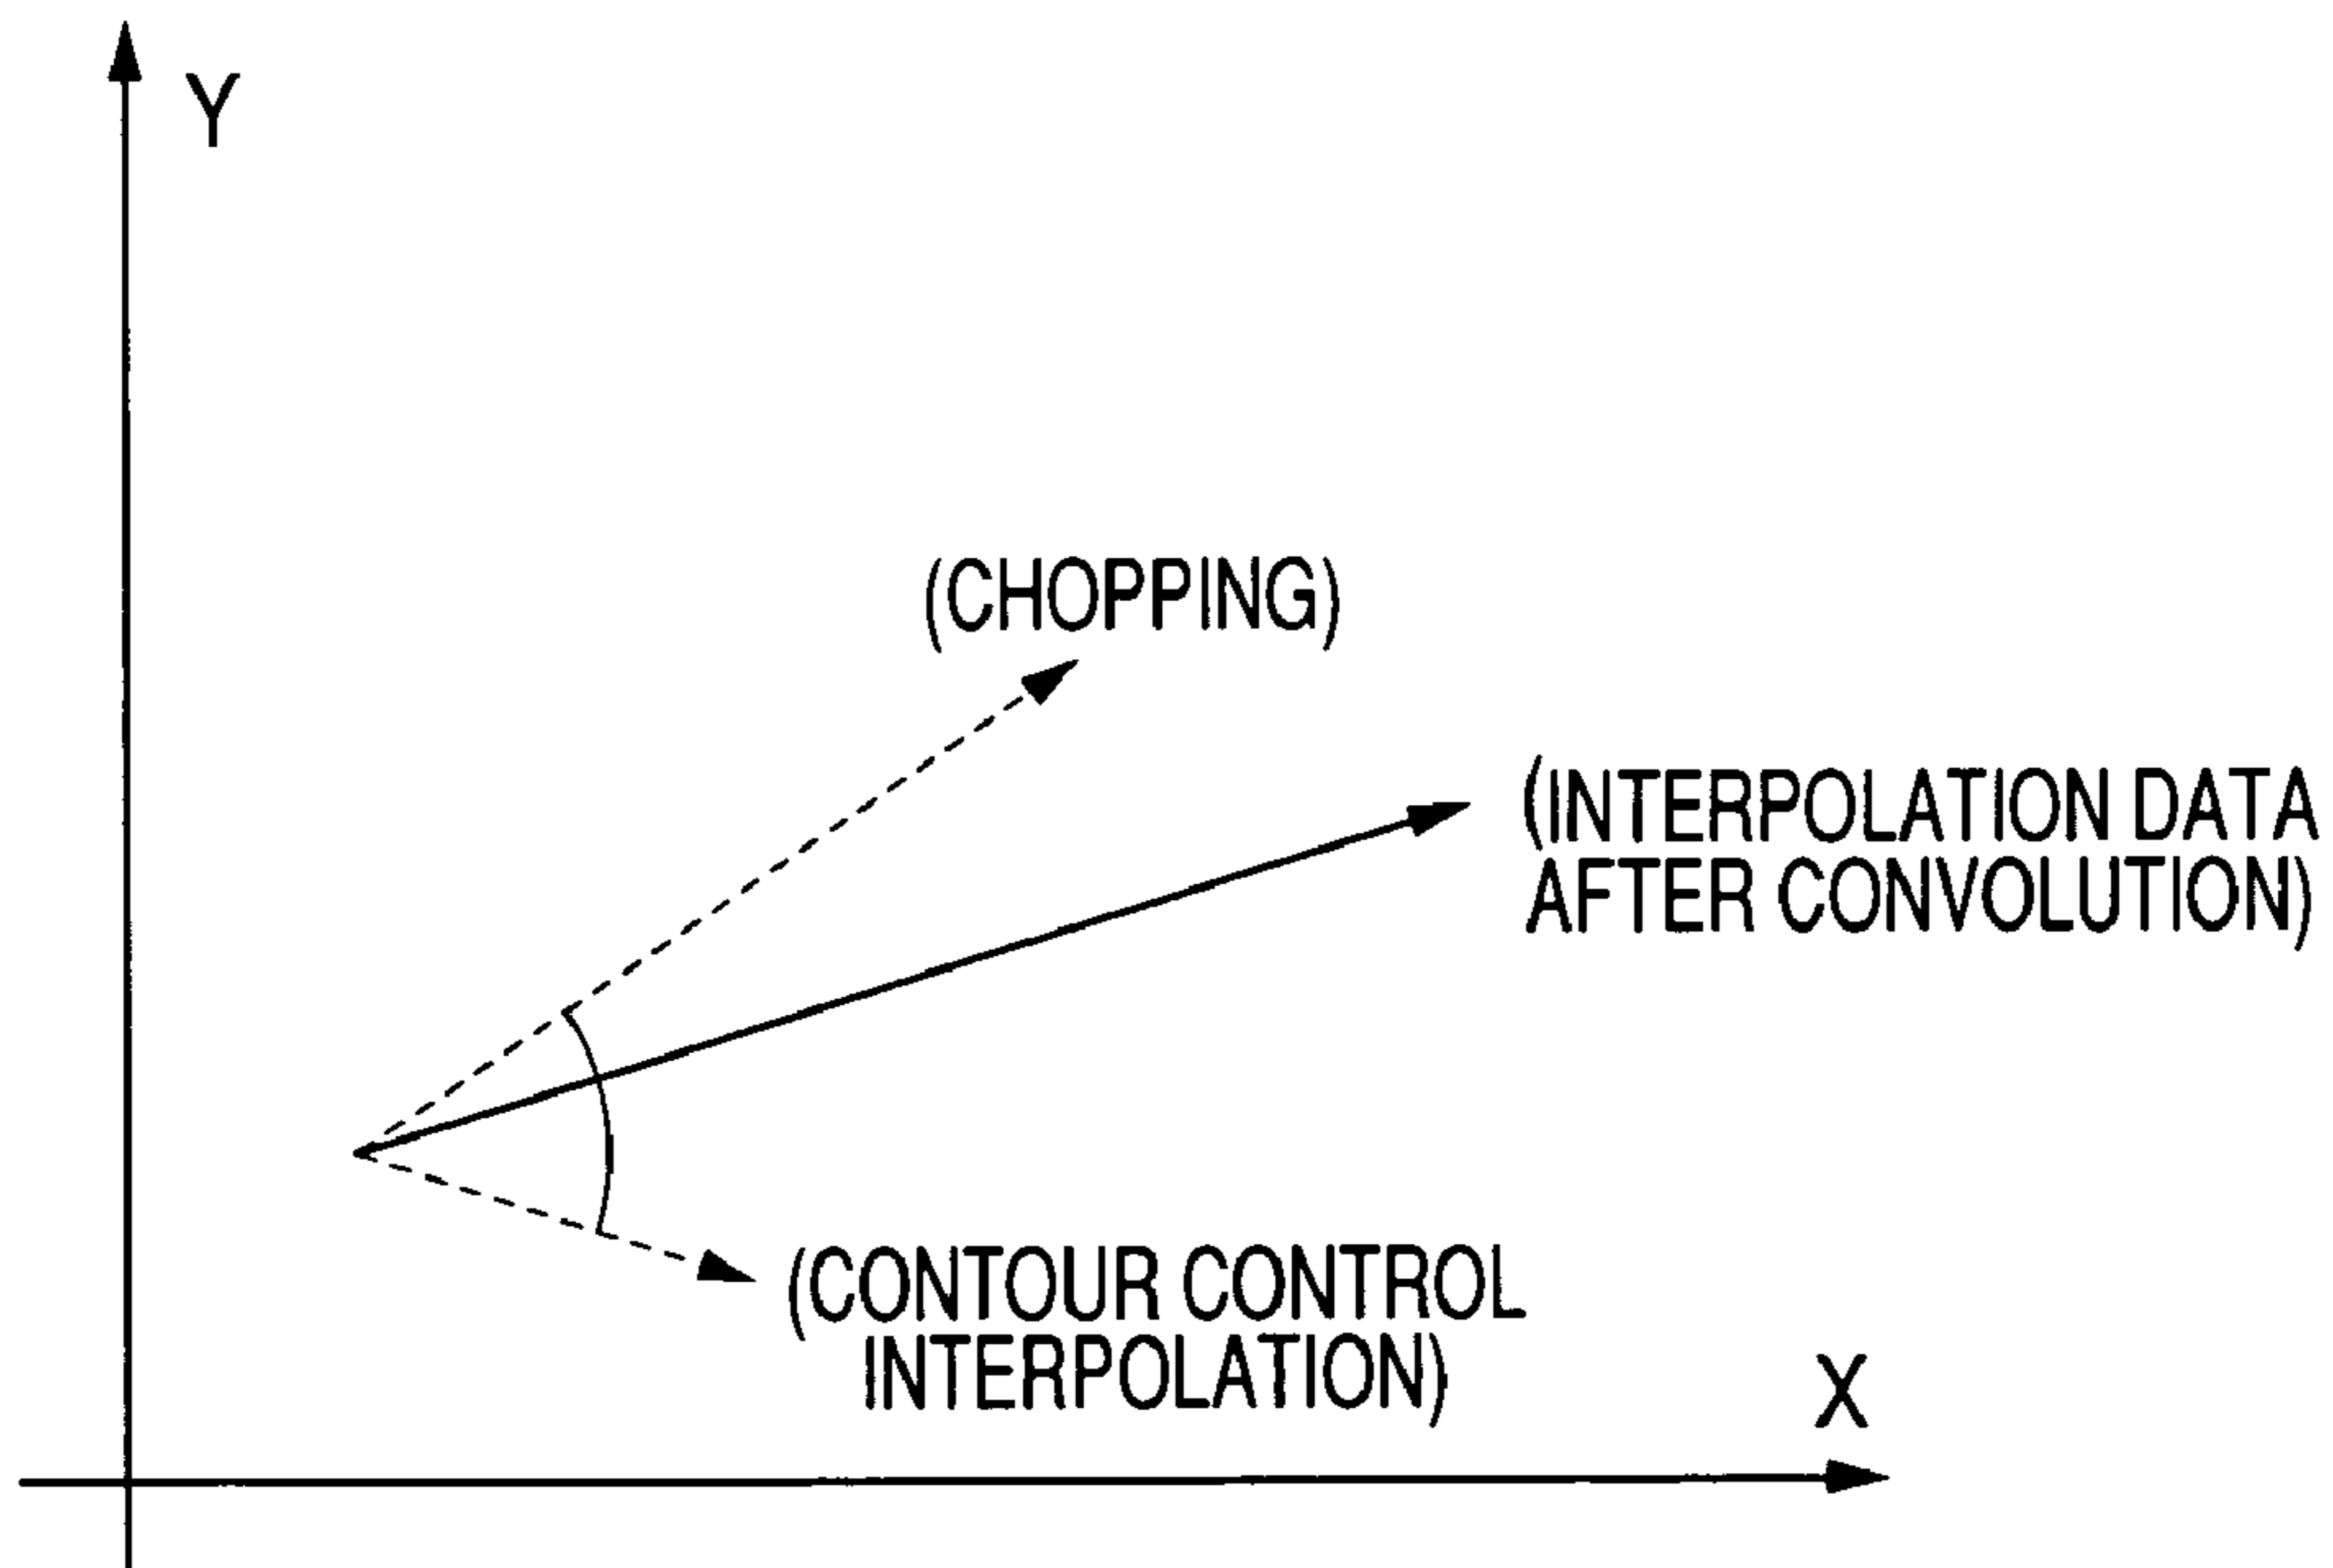 Y
(CHOPPING)
(INTERPOLATION DATA
AFTER CONVOLUTION)
(CONTOUR CONTROL
INTERPOLATION)
X